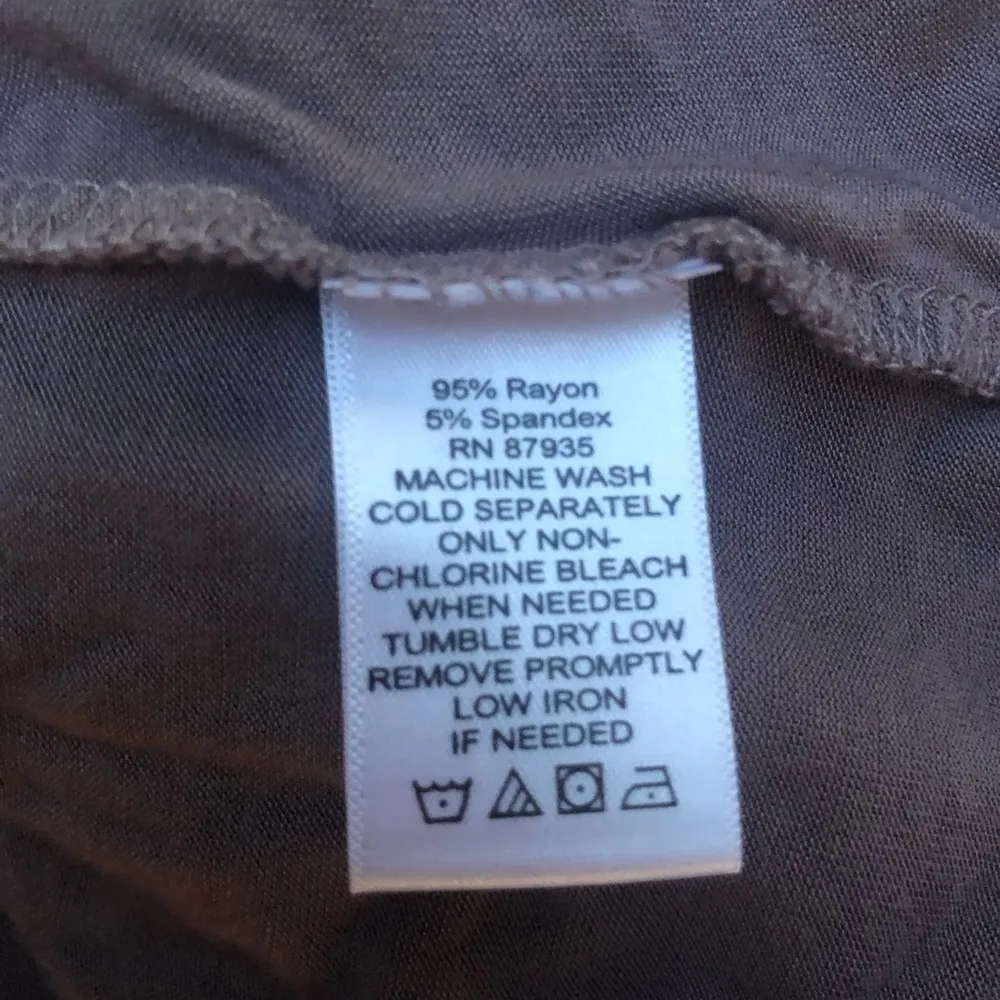 95% Rayon
5% Spandex
RN 87935
MACHINE WASH
COLD SEPARATELY
ONLY NON-
CHLORINE BLEACH
WHEN NEEDED
TUMBLE DRY LOW
REMOVE PROMPTLY
LOW IRON
IF NEEDED